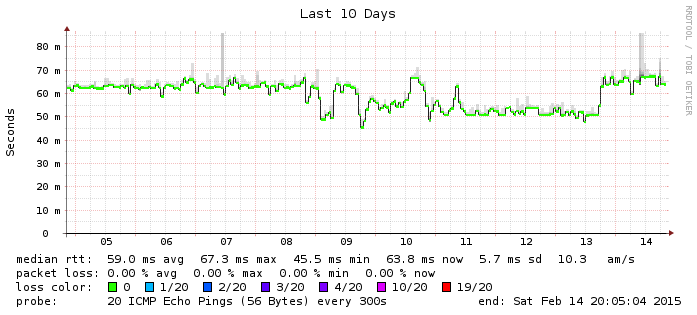 Last 10 Days
RRDTOOL / TOBI OETIKER
Seconds
80 m
70 m
60 m
50 m
40 m
30 m
20 m
10 m
0
05 06 07 08 09 10 11 12 13 14
median rtt: 59.0 ms avg 67.3 ms max 45.5 ms min 63.8 ms now 5.7 ms sd 10.3 am/s
packet loss: 0.00 % avg 0.00 % max 0.00 % min 0.00 % now
loss color: 0 1/20 2/20 3/20 4/20 10/20 19/20
probe: 20 ICMP Echo Pings (56 Bytes) every 300s end: Sat Feb 14 20:05:04 2015